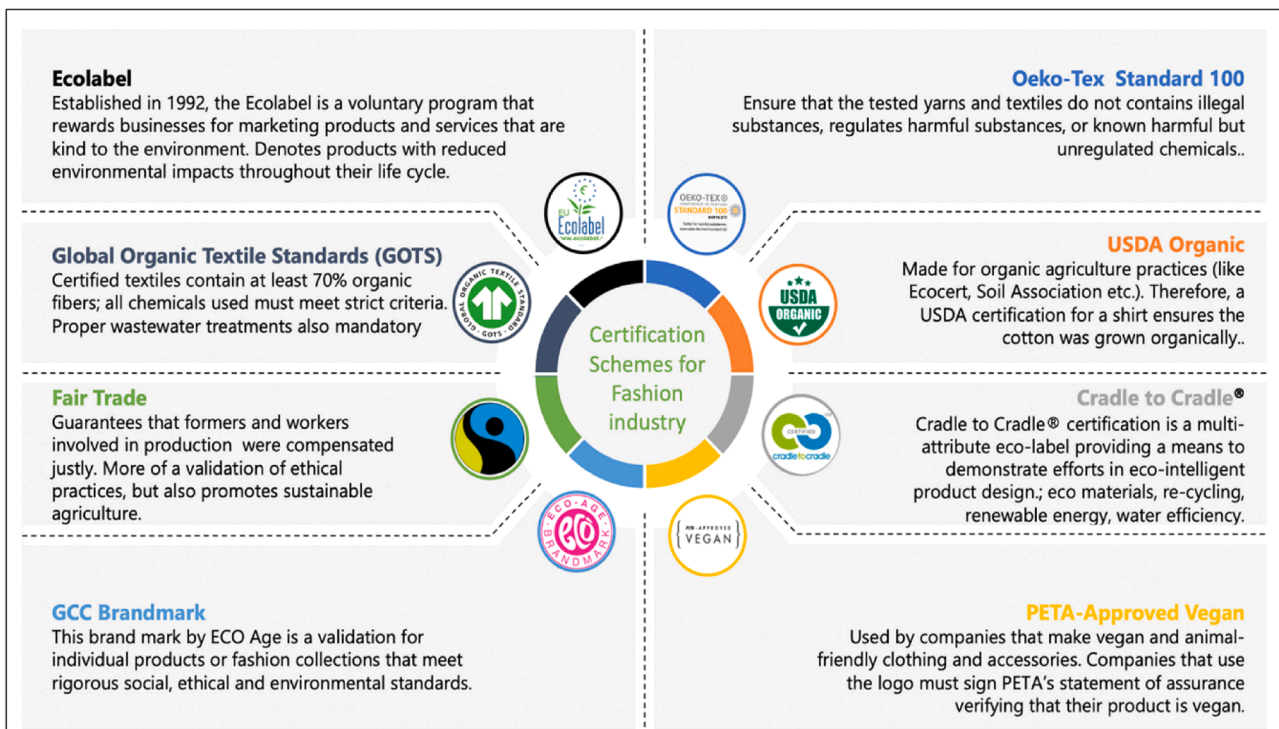 Ecolabel
Established in 1992, the Ecolabel is a voluntary program that
rewards businesses for marketing products and services that are
kind to the environment. Denotes products with reduced
environmental impacts throughout their life cycle.
Oeko-Tex Standard 100
Ensure that the tested yarns and textiles do not contains illegal
substances, regulates harmful substances, or known harmful but
unregulated chemicals..
EU
Ecolabel
www.ecolabel.
OEKO-TEX®
STANDARD 100
Global Organic Textile Standards (GOTS)
Certified textiles contain at least 70% organic
fibers; all chemicals used must meet strict criteria.
Proper wastewater treatments also mandatory
GLOBAL ORGANIC TEXTILE STANDARD · GOTS ·
USDA
ORGANIC
USDA Organic
Made for organic agriculture practices (like
Ecocert, Soil Association etc.). Therefore, a
USDA certification for a shirt ensures the
cotton was grown organically..
Certification
Schemes for
Fashion
industry
Fair Trade
Guarantees that formers and workers
involved in production were compensated
justly. More of a validation of ethical
practices, but also promotes sustainable
agriculture.
CERTIFIED
cradletocradle
Cradle to Cradle®
Cradle to Cradle® certification is a multi-
attribute eco-label providing a means to
demonstrate efforts in eco-intelligent
product design.; eco materials, re-cycling,
renewable energy, water efficiency.
ECO-AGE
eco
BRANDMARK
APPROVED
{VEGAN}
GCC Brandmark
This brand mark by ECO Age is a validation for
individual products or fashion collections that meet
rigorous social, ethical and environmental standards.
PETA-Approved Vegan
Used by companies that make vegan and animal-
friendly clothing and accessories. Companies that use
the logo must sign PETA's statement of assurance
verifying that their product is vegan.